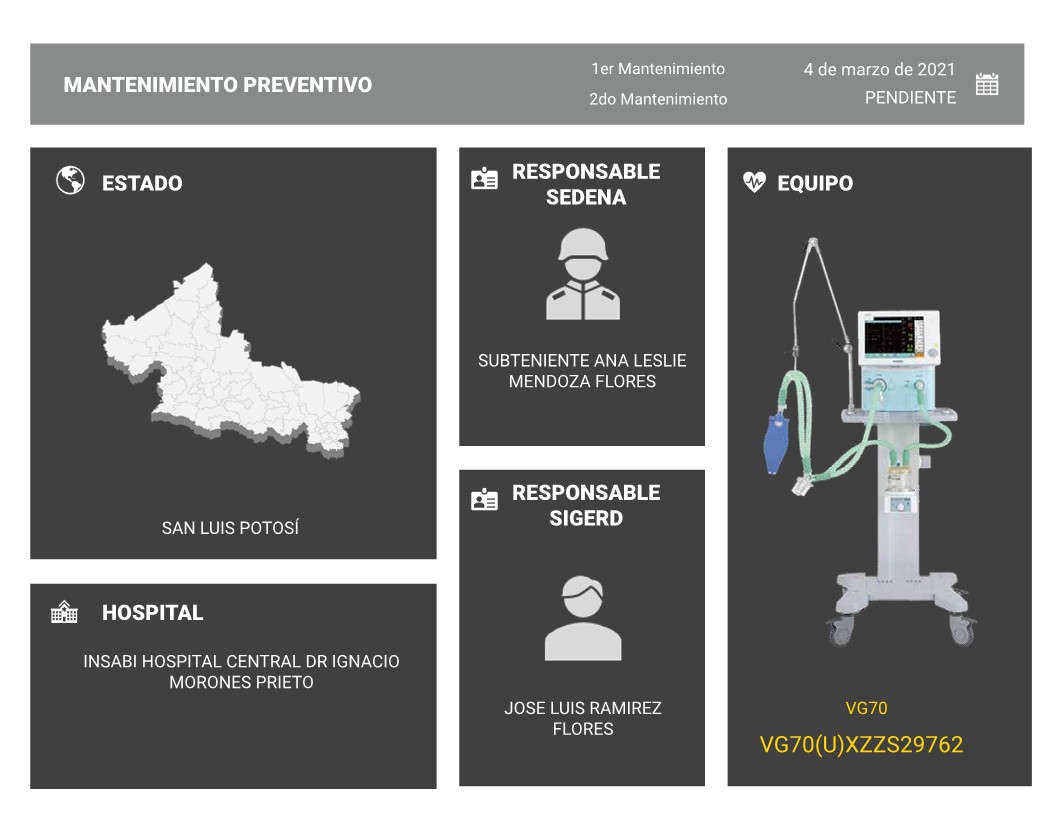 MANTENIMIENTO PREVENTIVO
1er Mantenimiento
4 de marzo de 2021
2do Mantenimiento
PENDIENTE
ESTADO
SAN LUIS POTOSÍ
HOSPITAL
INSABI HOSPITAL CENTRAL DR IGNACIO
MORONES PRIETO
RESPONSABLE
SEDENA
SUBTENIENTE ANA LESLIE
MENDOZA FLORES
RESPONSABLE
SIGERD
JOSE LUIS RAMIREZ
FLORES
EQUIPO
VG70
VG70(U)XZZS29762